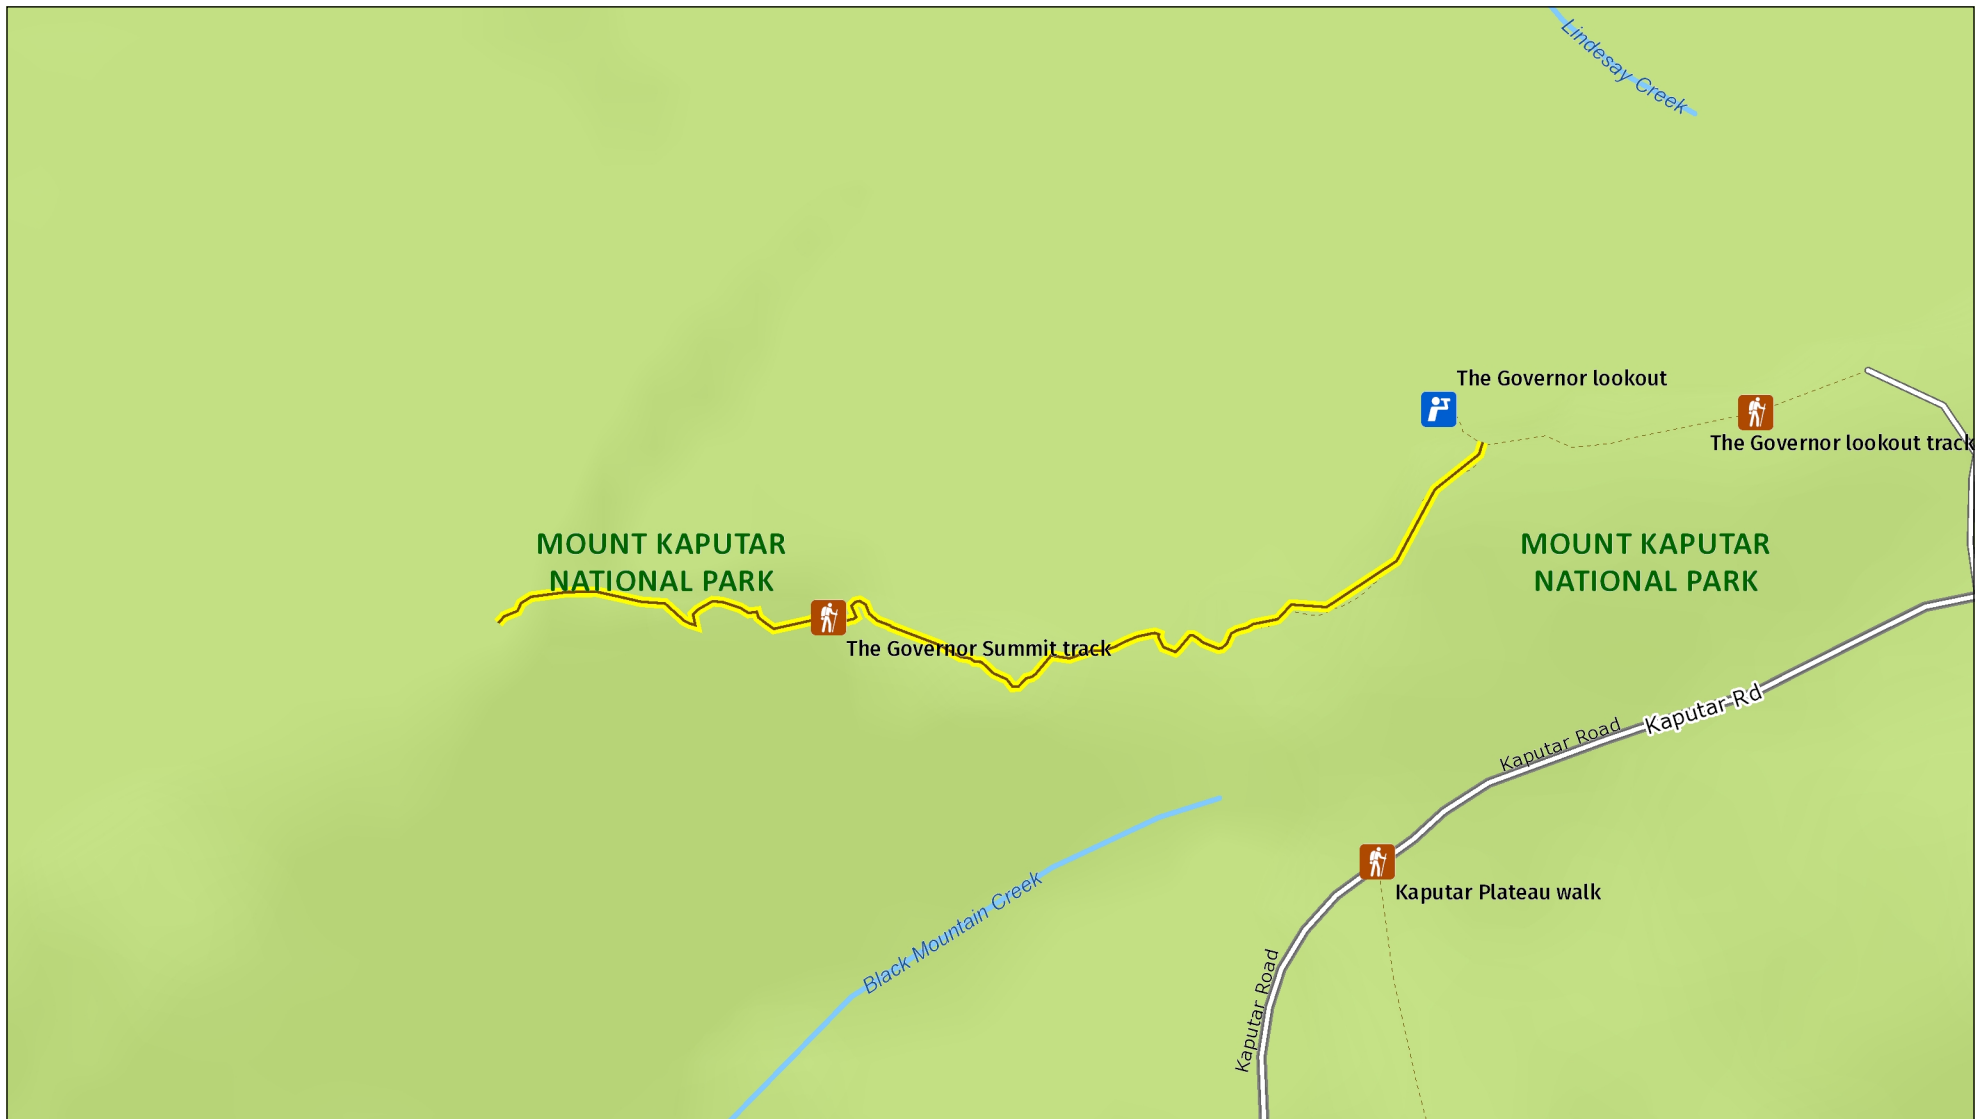 Lindesay Creek
The Governor lookout
The Governor lookout track
MOUNT KAPUTAR
NATIONAL PARK
MOUNT KAPUTAR
NATIONAL PARK
The Governor Summit track
Kaputar Rd
Kaputar Road
Black Mountain Creek
Kaputar Plateau walk
Kaputar Road